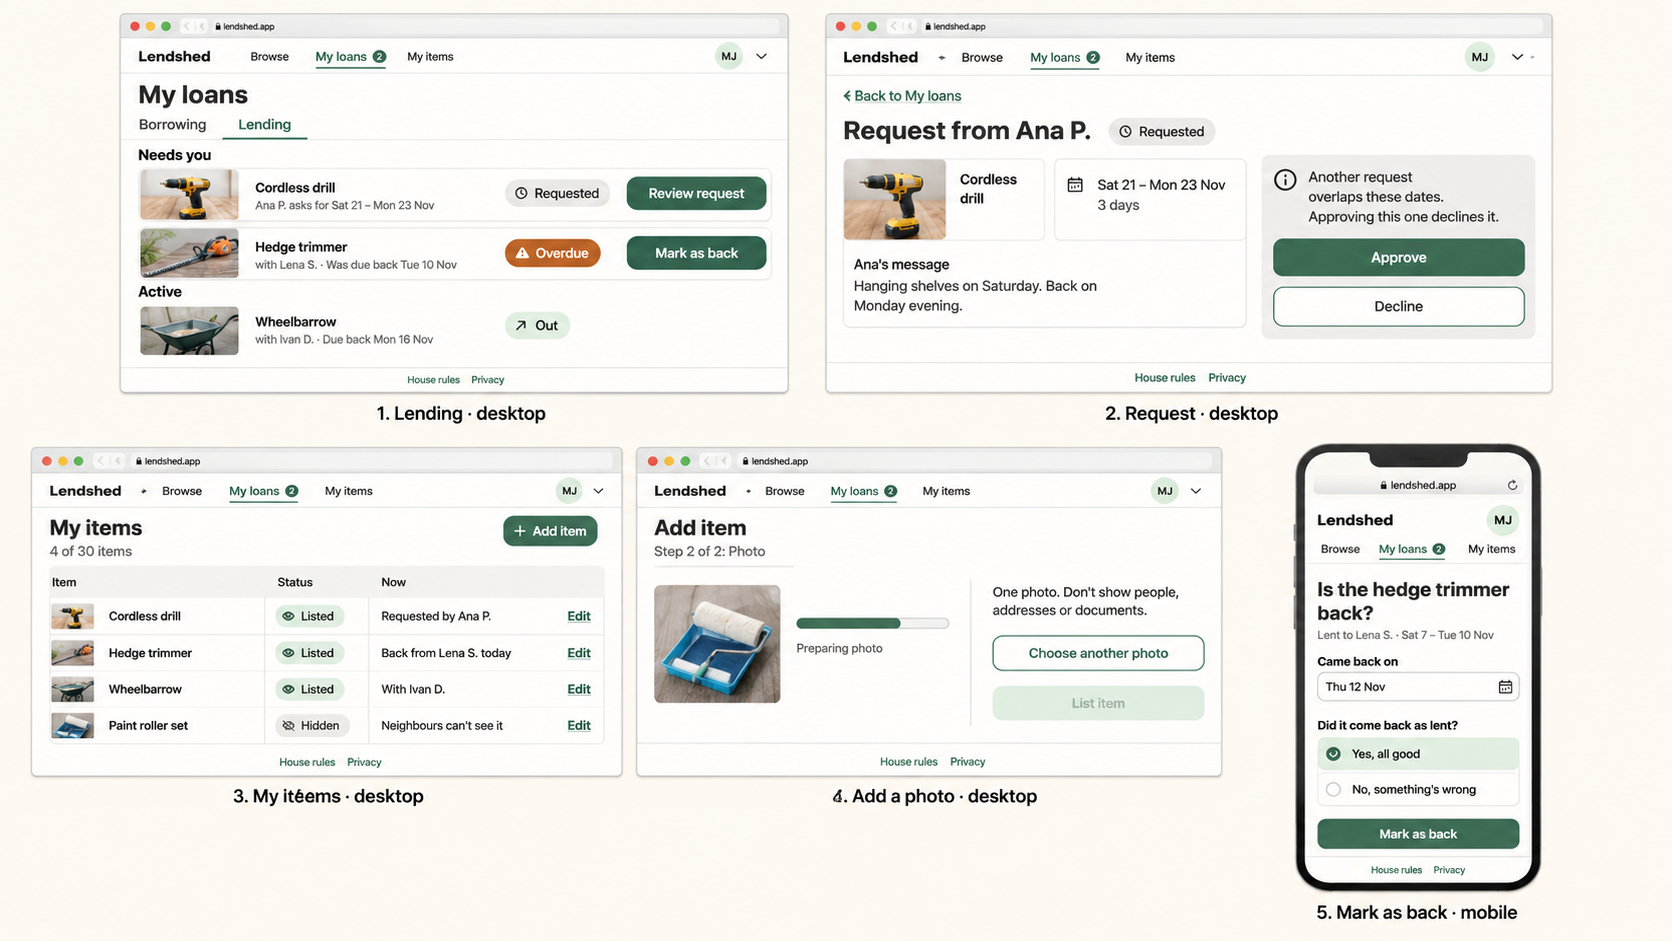 lendshed.app
Lendshed Browse My loans 2 My items MJ
My loans
Borrowing Lending
Needs you
Cordless drill
Ana P. asks for Sat 21 – Mon 23 Nov
Requested
Review request
Hedge trimmer
with Lena S. · Was due back Tue 10 Nov
Overdue
Mark as back
Active
Wheelbarrow
with Ivan D. · Due back Mon 16 Nov
Out
House rules Privacy
1. Lending · desktop
lendshed.app
Lendshed Browse My loans 2 My items MJ
Back to My loans
Request from Ana P. Requested
Cordless
drill
Sat 21 – Mon 23 Nov
3 days
Ana's message
Hanging shelves on Saturday. Back on
Monday evening.
Another request
overlaps these dates.
Approving this one declines it.
Approve
Decline
House rules Privacy
2. Request · desktop
lendshed.app
Lendshed Browse My loans 2 My items MJ
My items
4 of 30 items
Add item
Item Status Now
Cordless drill Listed Requested by Ana P. Edit
Hedge trimmer Listed Back from Lena S. today Edit
Wheelbarrow Listed With Ivan D. Edit
Paint roller set Hidden Neighbours can't see it Edit
House rules Privacy
3. My · desktop
lendshed.app
Lendshed Browse My loans 2 My items MJ
Add item
Step 2 of 2: Photo
Preparing photo
One photo. Don't show people,
addresses or documents.
Choose another photo
List item
House rules Privacy
4. Add a photo · desktop
lendshed.app
Lendshed MJ
Browse My loans 2 My items
Is the hedge trimmer
back?
Lent to Lena S. · Sat 7 – Tue 10 Nov
Came back on
Thu 12 Nov
Did it come back as lent?
Yes, all good
No, something's wrong
Mark as back
House rules Privacy
5. Mark as back · mobile